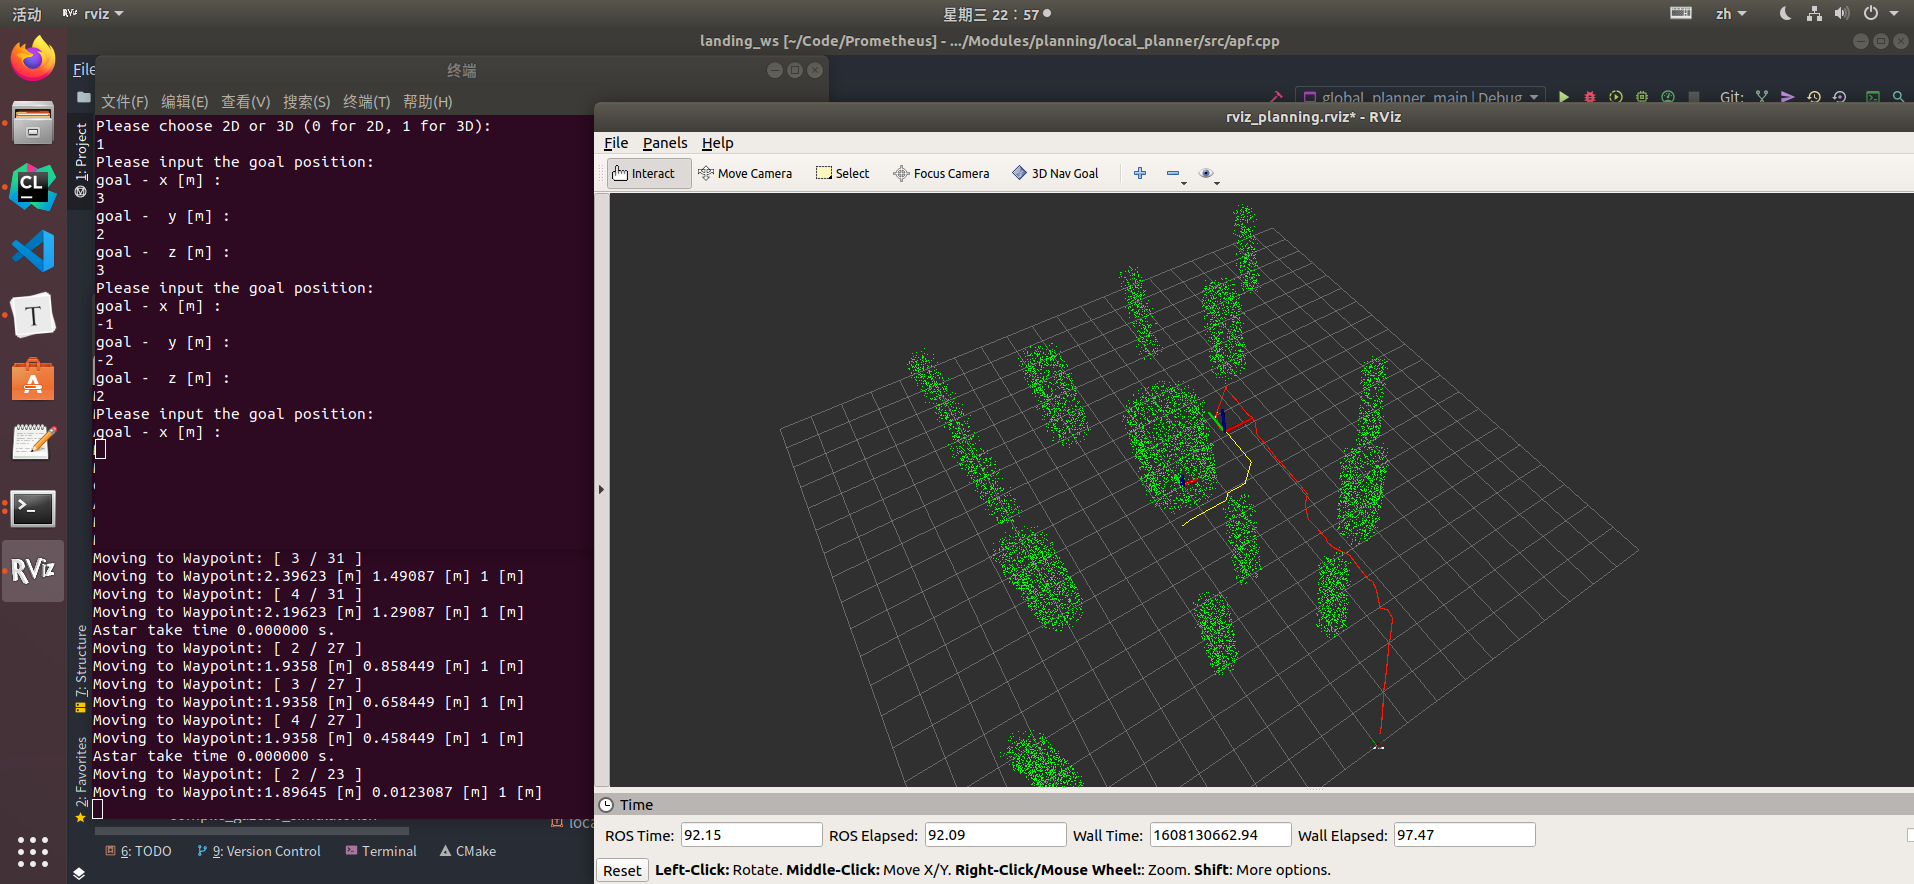 活动
rviz
星期三 22：57
zh
landing_ws [~/Code/Prometheus] - .../Modules/planning/local_planner/src/apf.cpp
File
终端
文件(F) 编辑(E) 查看(V) 搜索(S) 终端(T) 帮助(H)
global_planner_main | Debug
Git:
1: Project
Please choose 2D or 3D (0 for 2D, 1 for 3D):
1
Please input the goal position:
goal - x [m] :
3
goal -  y [m] :
2
goal -  z [m] :
3
Please input the goal position:
goal - x [m] :
-1
goal -  y [m] :
-2
goal -  z [m] :
2
Please input the goal position:
goal - x [m] :
Moving to Waypoint: [ 3 / 31 ]
Moving to Waypoint:2.39623 [m] 1.49087 [m] 1 [m]
Moving to Waypoint: [ 4 / 31 ]
Moving to Waypoint:2.19623 [m] 1.29087 [m] 1 [m]
Astar take time 0.000000 s.
Moving to Waypoint: [ 2 / 27 ]
Moving to Waypoint:1.9358 [m] 0.858449 [m] 1 [m]
Moving to Waypoint: [ 3 / 27 ]
Moving to Waypoint:1.9358 [m] 0.658449 [m] 1 [m]
Moving to Waypoint: [ 4 / 27 ]
Moving to Waypoint:1.9358 [m] 0.458449 [m] 1 [m]
Astar take time 0.000000 s.
Moving to Waypoint: [ 2 / 23 ]
Moving to Waypoint:1.89645 [m] 0.0123087 [m] 1 [m]
7: Structure
2: Favorites
6: TODO
9: Version Control
Terminal
CMake
CL
T
A
RViz
rviz_planning.rviz* - RViz
File Panels Help
Interact
Move Camera
Select
Focus Camera
3D Nav Goal
Time
ROS Time: 92.15 ROS Elapsed: 92.09 Wall Time: 1608130662.94 Wall Elapsed: 97.47
Reset
Left-Click: Rotate. Middle-Click: Move X/Y. Right-Click/Mouse Wheel:: Zoom. Shift: More options.